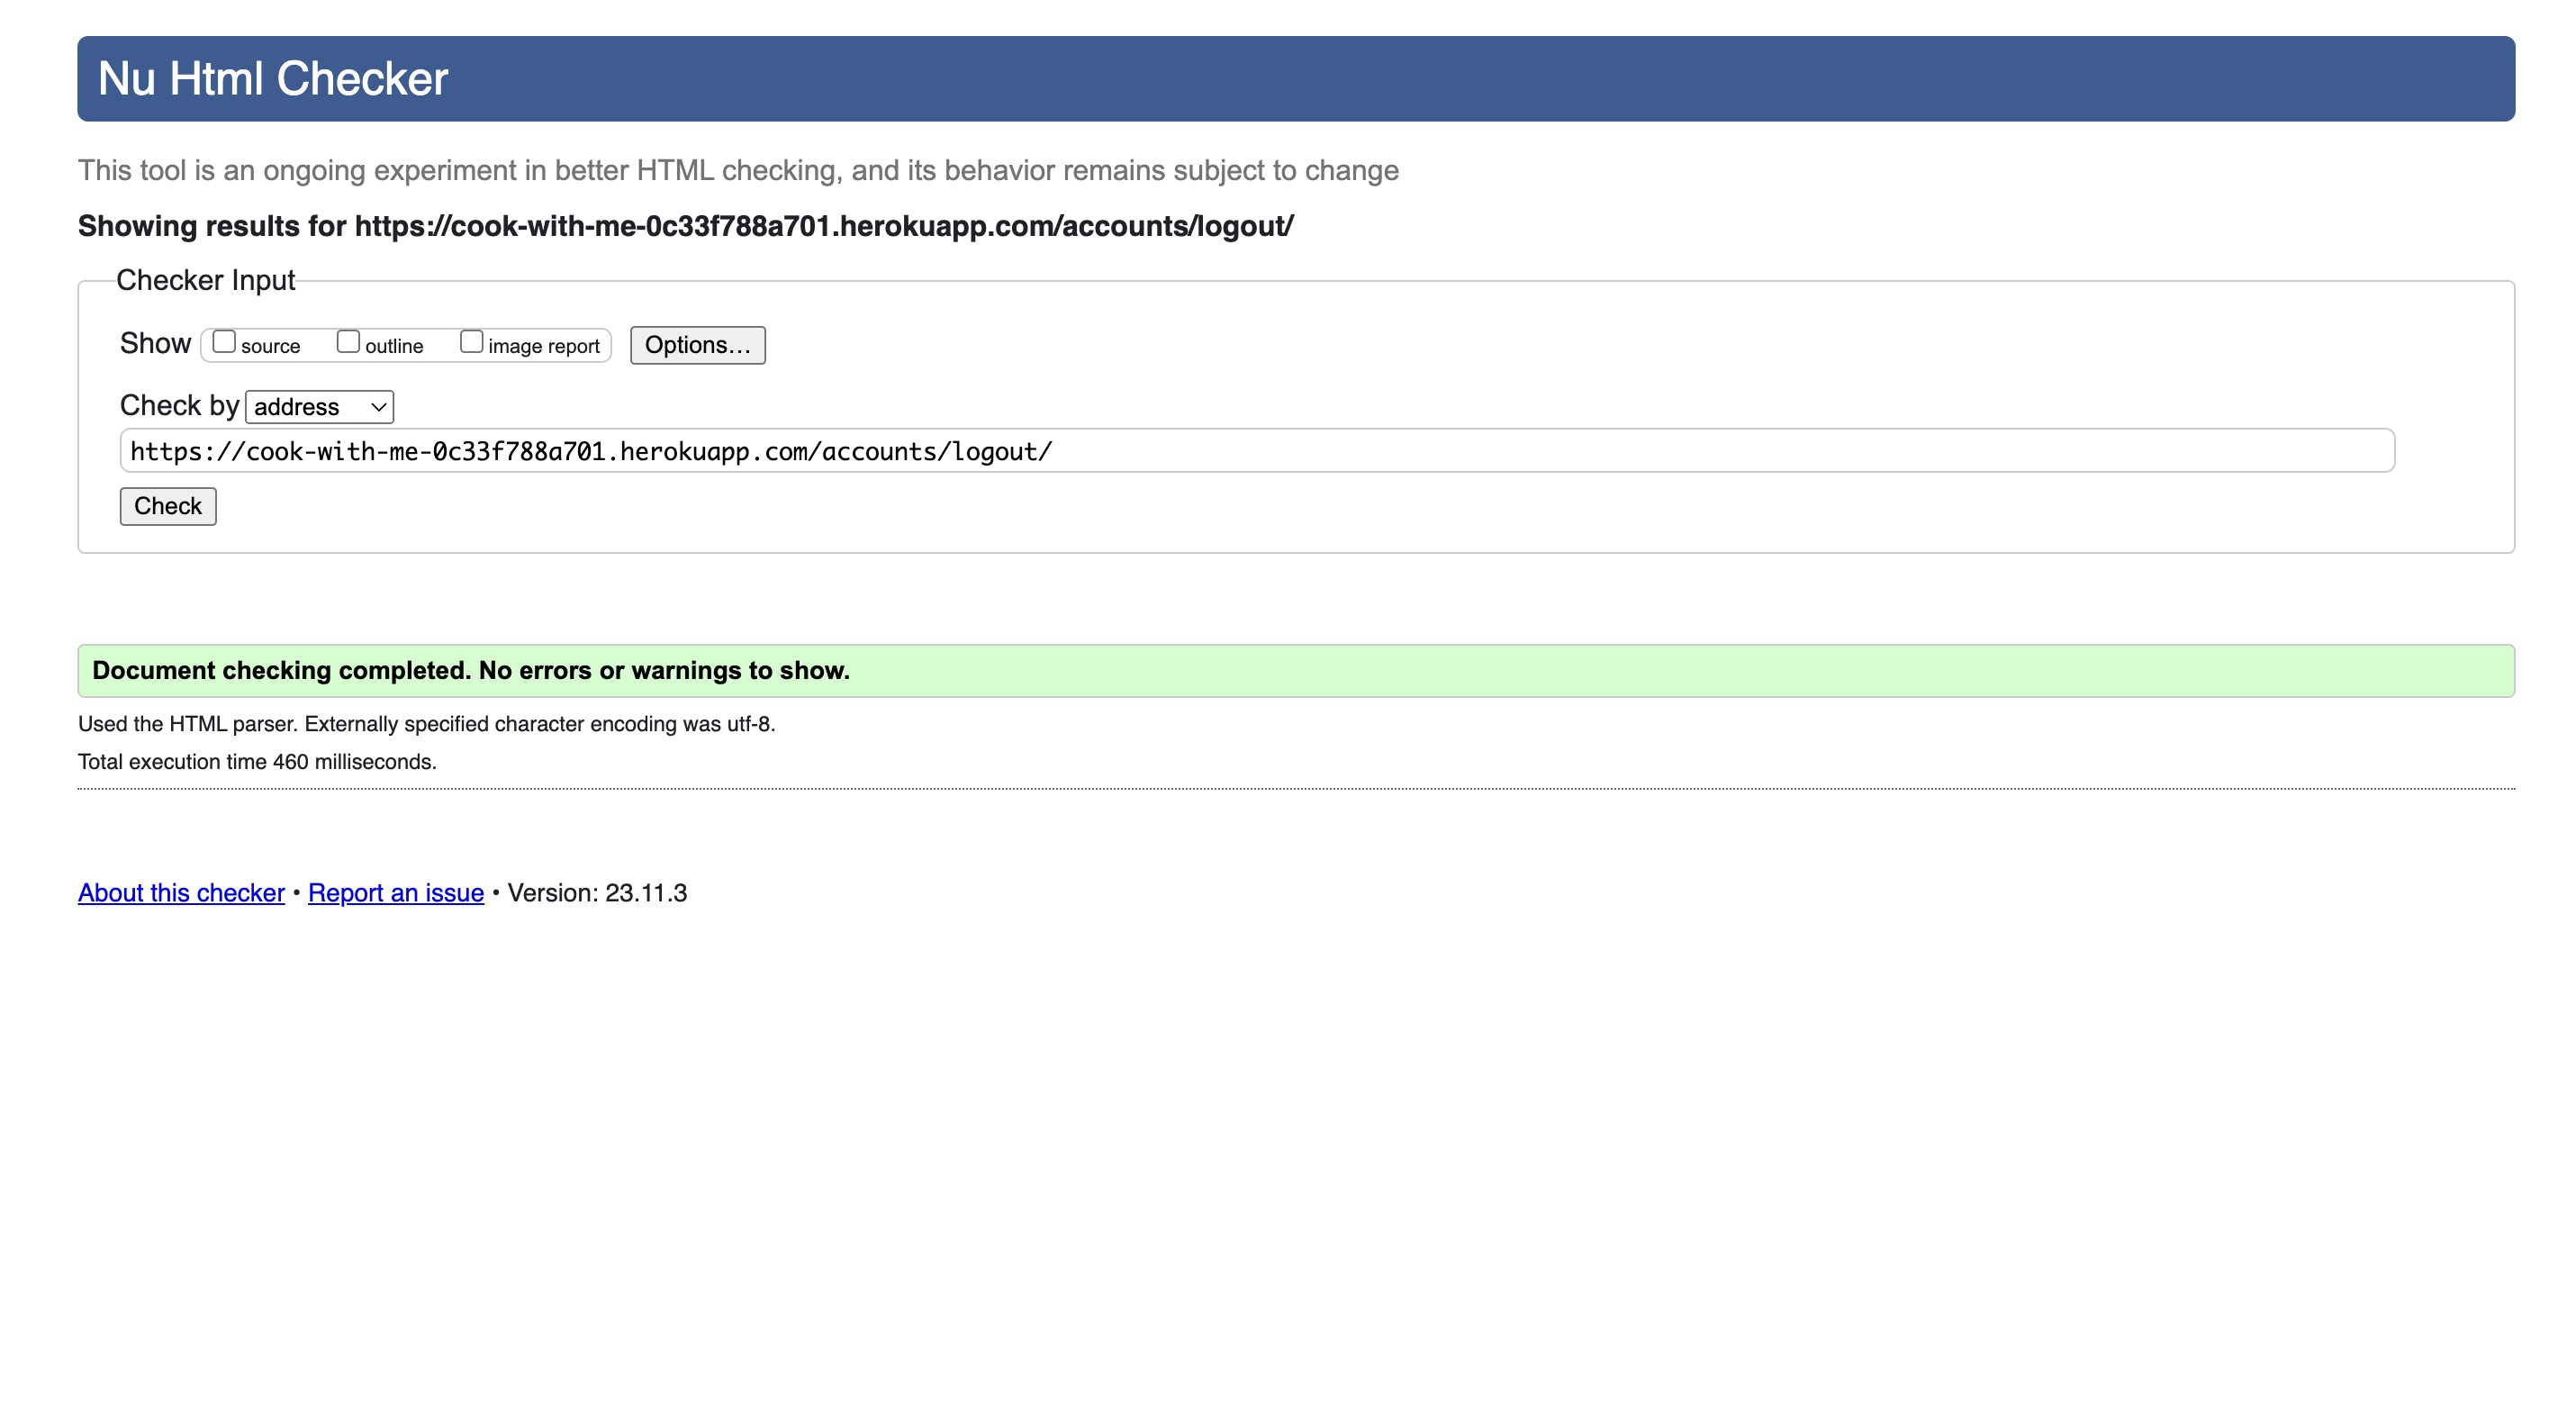 Nu Html Checker
This tool is an ongoing experiment in better HTML checking, and its behavior remains subject to change
Showing results for https://cook-with-me-0c33f788a701.herokuapp.com/accounts/logout/
Checker Input
Show source outline image report Options...
Check by address
https://cook-with-me-0c33f788a701.herokuapp.com/accounts/logout/
Check
Document checking completed. No errors or warnings to show.
Used the HTML parser. Externally specified character encoding was utf-8.
Total execution time 460 milliseconds.
About this checker • Report an issue • Version: 23.11.3